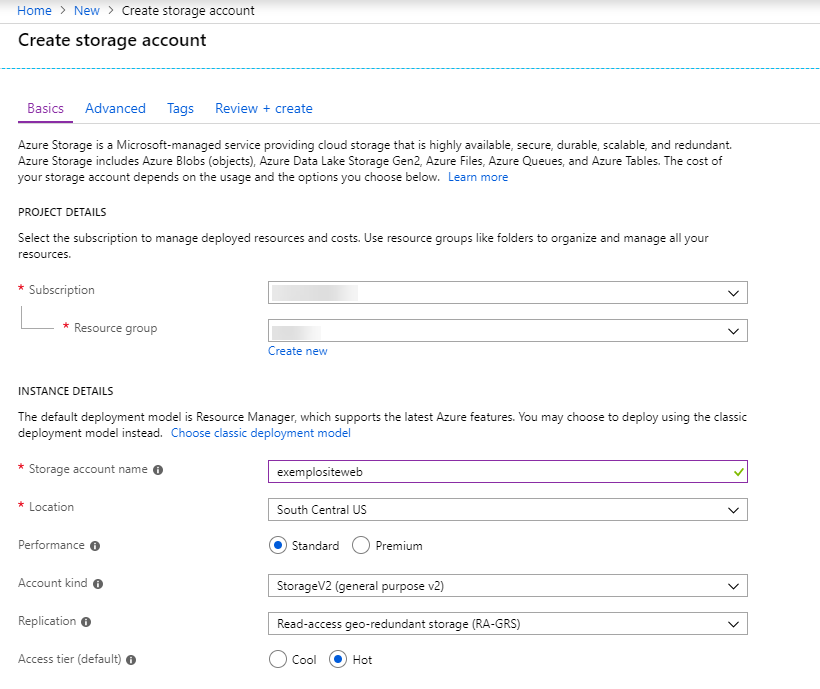 Home > New > Create storage account
Create storage account
Basics Advanced Tags Review + create
Azure Storage is a Microsoft-managed service providing cloud storage that is highly available, secure, durable, scalable, and redundant.
Azure Storage includes Azure Blobs (objects), Azure Data Lake Storage Gen2, Azure Files, Azure Queues, and Azure Tables. The cost of
your storage account depends on the usage and the options you choose below. Learn more
PROJECT DETAILS
Select the subscription to manage deployed resources and costs. Use resource groups like folders to organize and manage all your
resources.
* Subscription
* Resource group
Create new
INSTANCE DETAILS
The default deployment model is Resource Manager, which supports the latest Azure features. You may choose to deploy using the classic
deployment model instead. Choose classic deployment model
* Storage account name exemplositeweb
* Location South Central US
Performance Standard Premium
Account kind StorageV2 (general purpose v2)
Replication Read-access geo-redundant storage (RA-GRS)
Access tier (default) Cool Hot